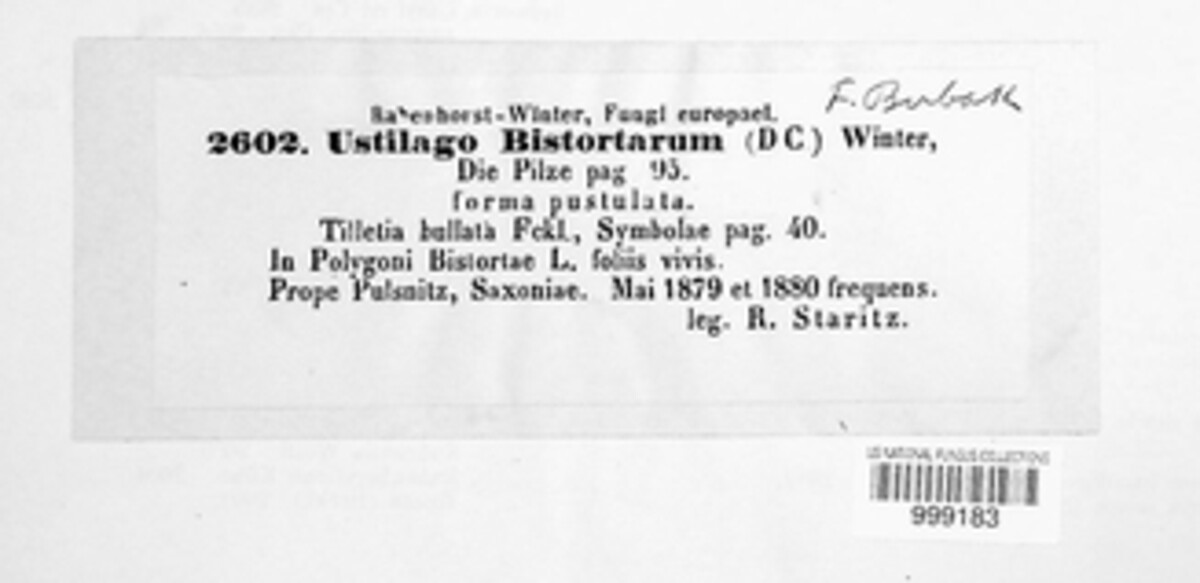 F. Bubak
Rabenhorst-Winter, Fungi europaei.
2602. Ustilago Bistortarum (DC) Winter,
Die Pilze pag 95.
forma pustulata.
Tilletia bullata Fckl., Symbolae pag. 40.
In Polygoni Bistortae L. foliis vivis.
Prope Pulsnitz, Saxoniae. Mai 1879 et 1880 frequens.
leg. R. Staritz.
US NATIONAL FUNGUS COLLECTIONS
999183